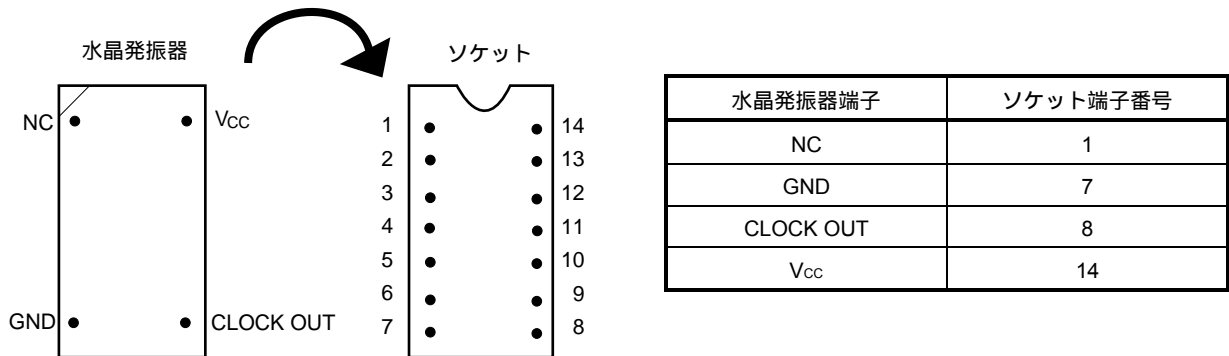 水晶発振器
NC
VCC
GND
CLOCK OUT
ソケット
1 14
2 13
3 12
4 11
5 10
6 9
7 8
水晶発振器端子 ソケット端子番号
NC 1
GND 7
CLOCK OUT 8
VCC 14